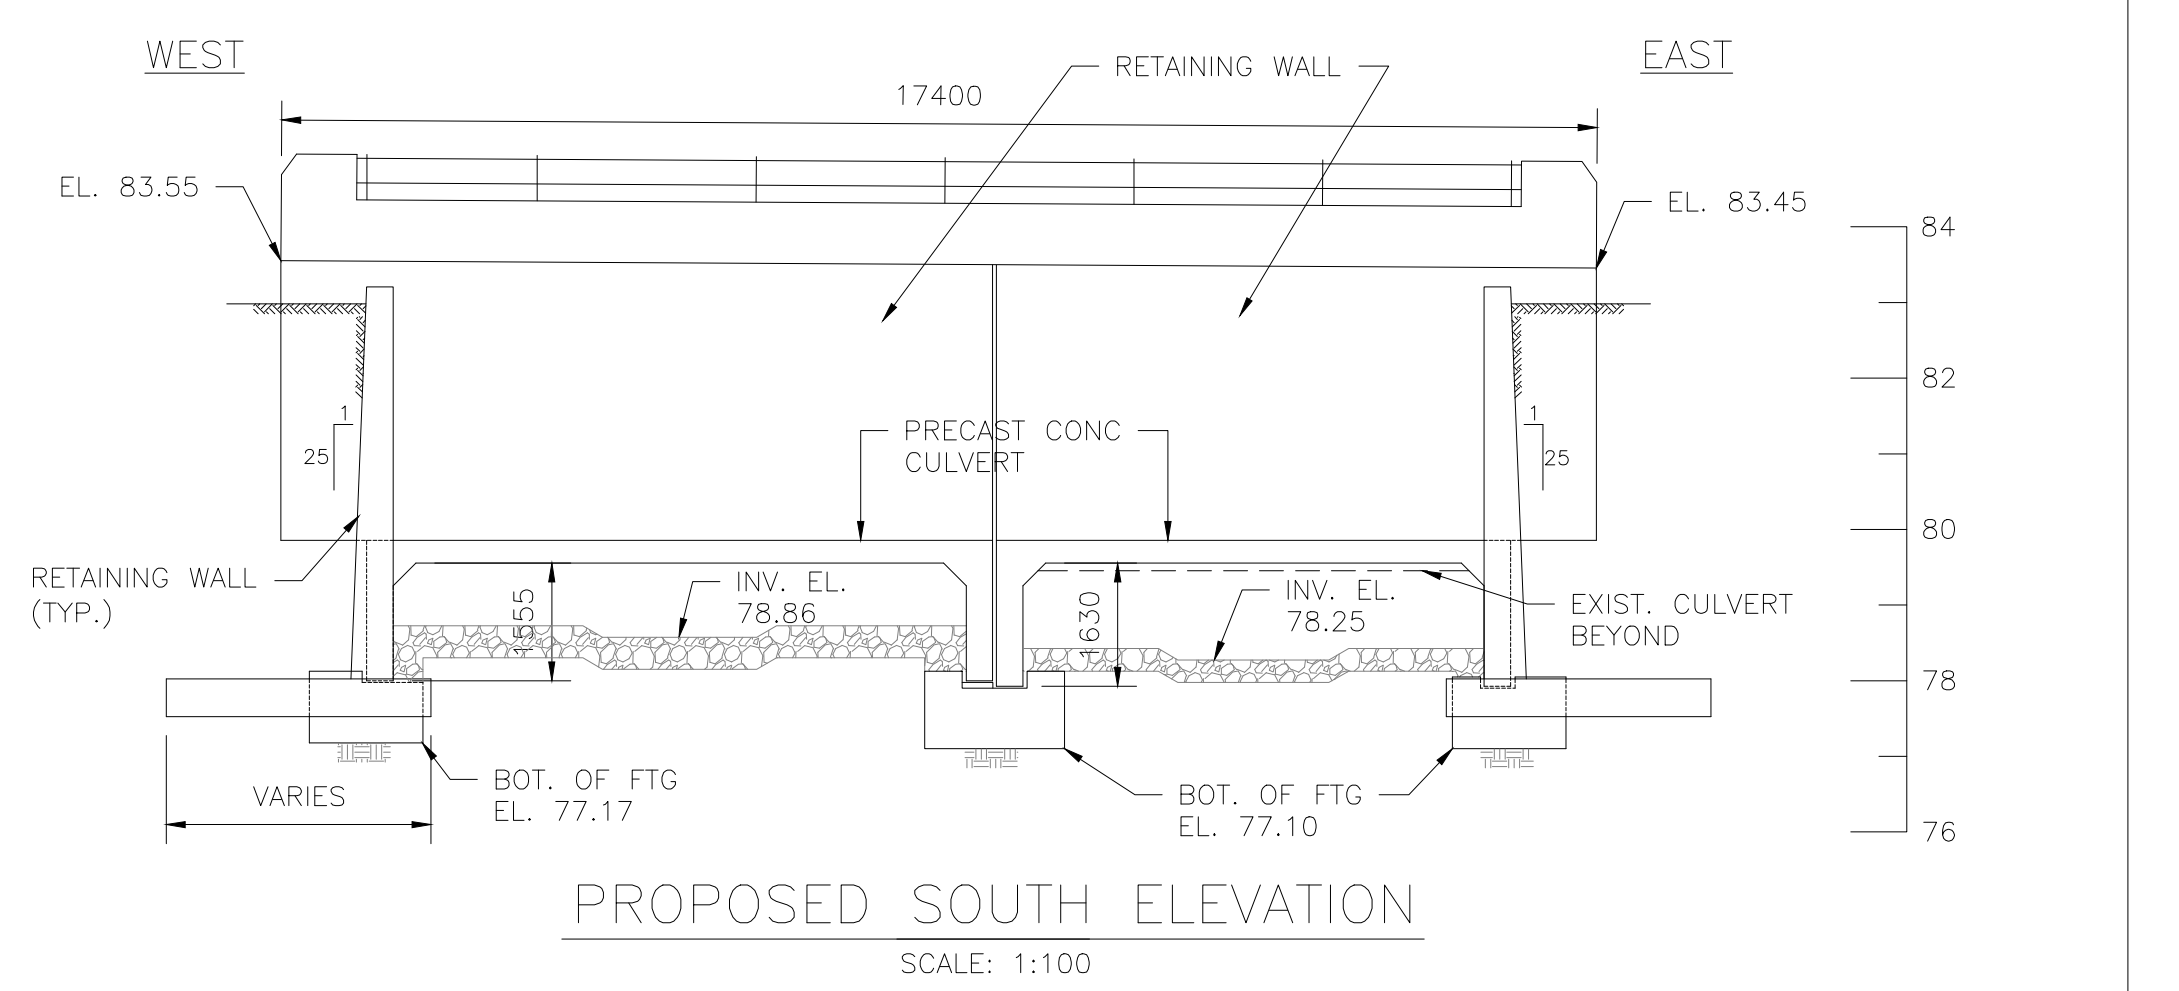 WEST
RETAINING WALL
EAST
17400
EL. 83.55
EL. 83.45
84
82
1
25
PRECAST CONC
CULVERT
1
25
80
RETAINING WALL
(TYP.)
1555
INV. EL.
78.86
1630
INV. EL.
78.25
EXIST. CULVERT
BEYOND
78
VARIES
BOT. OF FTG
EL. 77.17
BOT. OF FTG
EL. 77.10
76
PROPOSED SOUTH ELEVATION
SCALE: 1:100